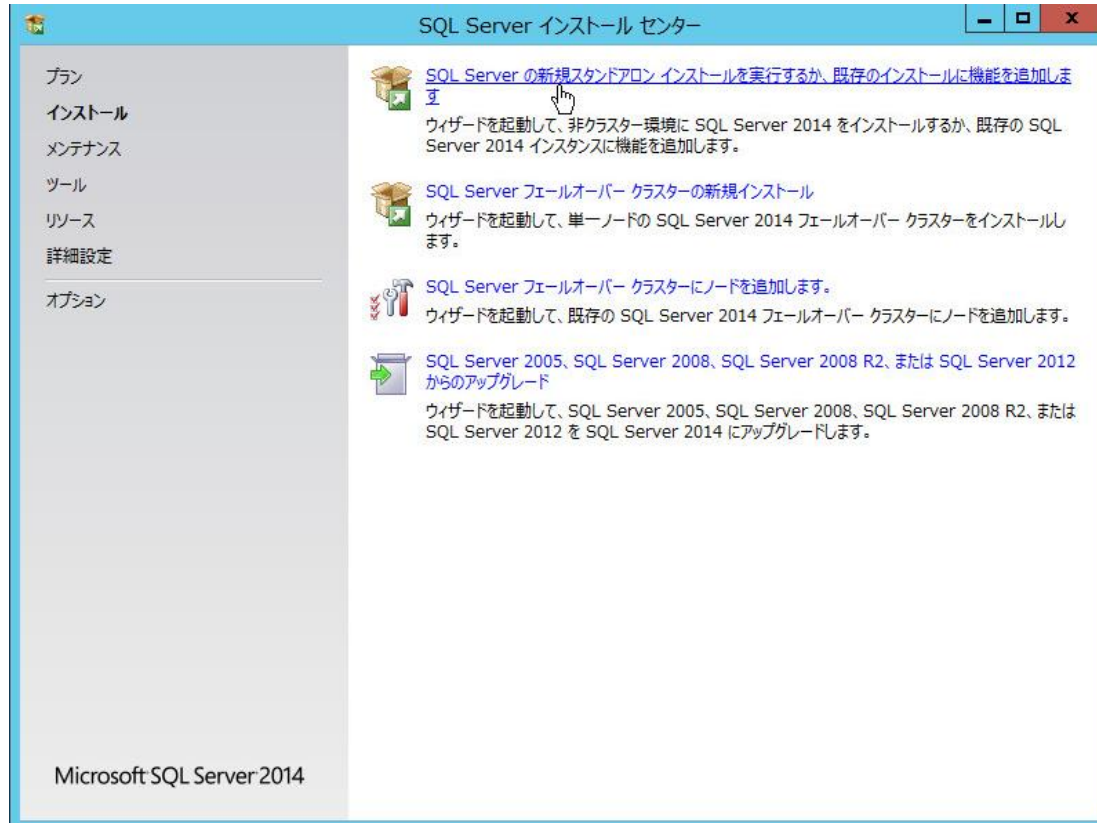 SQL Server インストール センター
プラン
インストール
メンテナンス
ツール
リソース
詳細設定
オプション
Microsoft SQL Server 2014
SQL Server の新規スタンドアロン インストールを実行するか、既存のインストールに機能を追加しま
す
ウィザードを起動して、非クラスター環境に SQL Server 2014 をインストールするか、既存の SQL
Server 2014 インスタンスに機能を追加します。
SQL Server フェールオーバー クラスターの新規インストール
ウィザードを起動して、単一ノードの SQL Server 2014 フェールオーバー クラスターをインストールし
ます。
SQL Server フェールオーバー クラスターにノードを追加します。
ウィザードを起動して、既存の SQL Server 2014 フェールオーバー クラスターにノードを追加します。
SQL Server 2005、SQL Server 2008、SQL Server 2008 R2、または SQL Server 2012
からのアップグレード
ウィザードを起動して、SQL Server 2005、SQL Server 2008、SQL Server 2008 R2、または
SQL Server 2012 を SQL Server 2014 にアップグレードします。